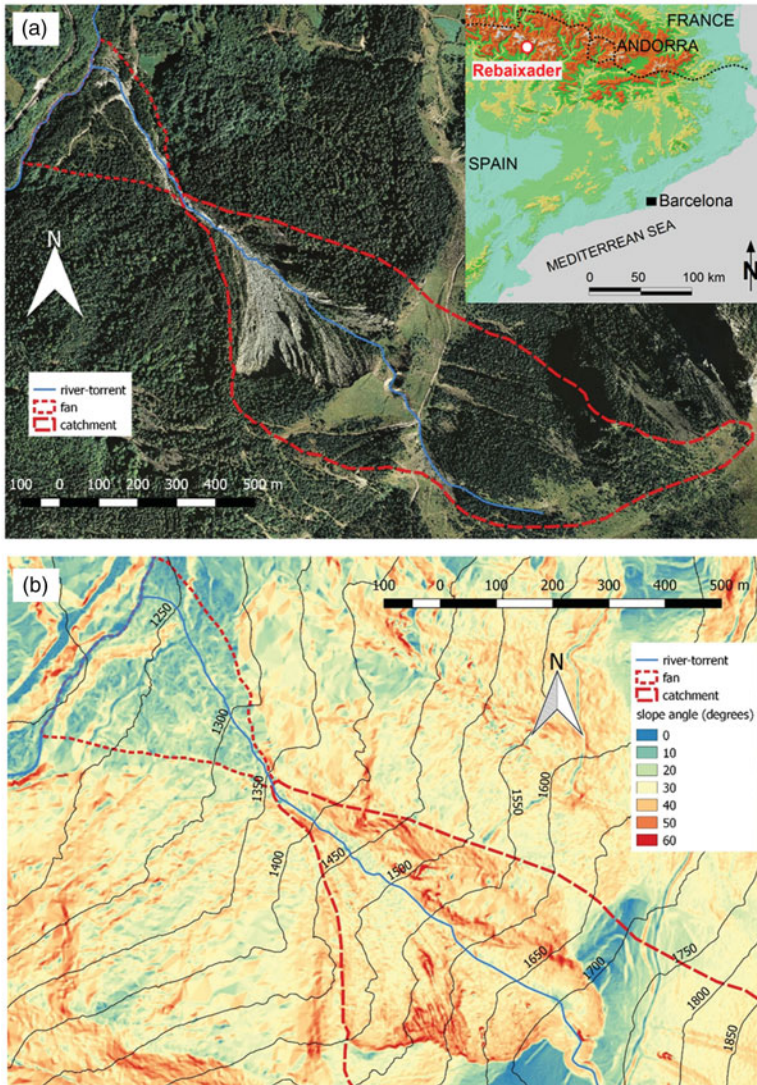 (a)
FRANCE
ANDORRA
Rebaixader
SPAIN
Barcelona
MEDITERREAN SEA
0 50 100 km
N
N
river-torrent
fan
catchment
100 0 100 200 300 400 500 m
(b)
100 0 100 200 300 400 500 m
N
river-torrent
fan
catchment
slope angle (degrees)
0
10
20
30
40
50
60
1250
1300
1350
1400
1450
1500
1550
1600
1650
1700
1750
1800
1850